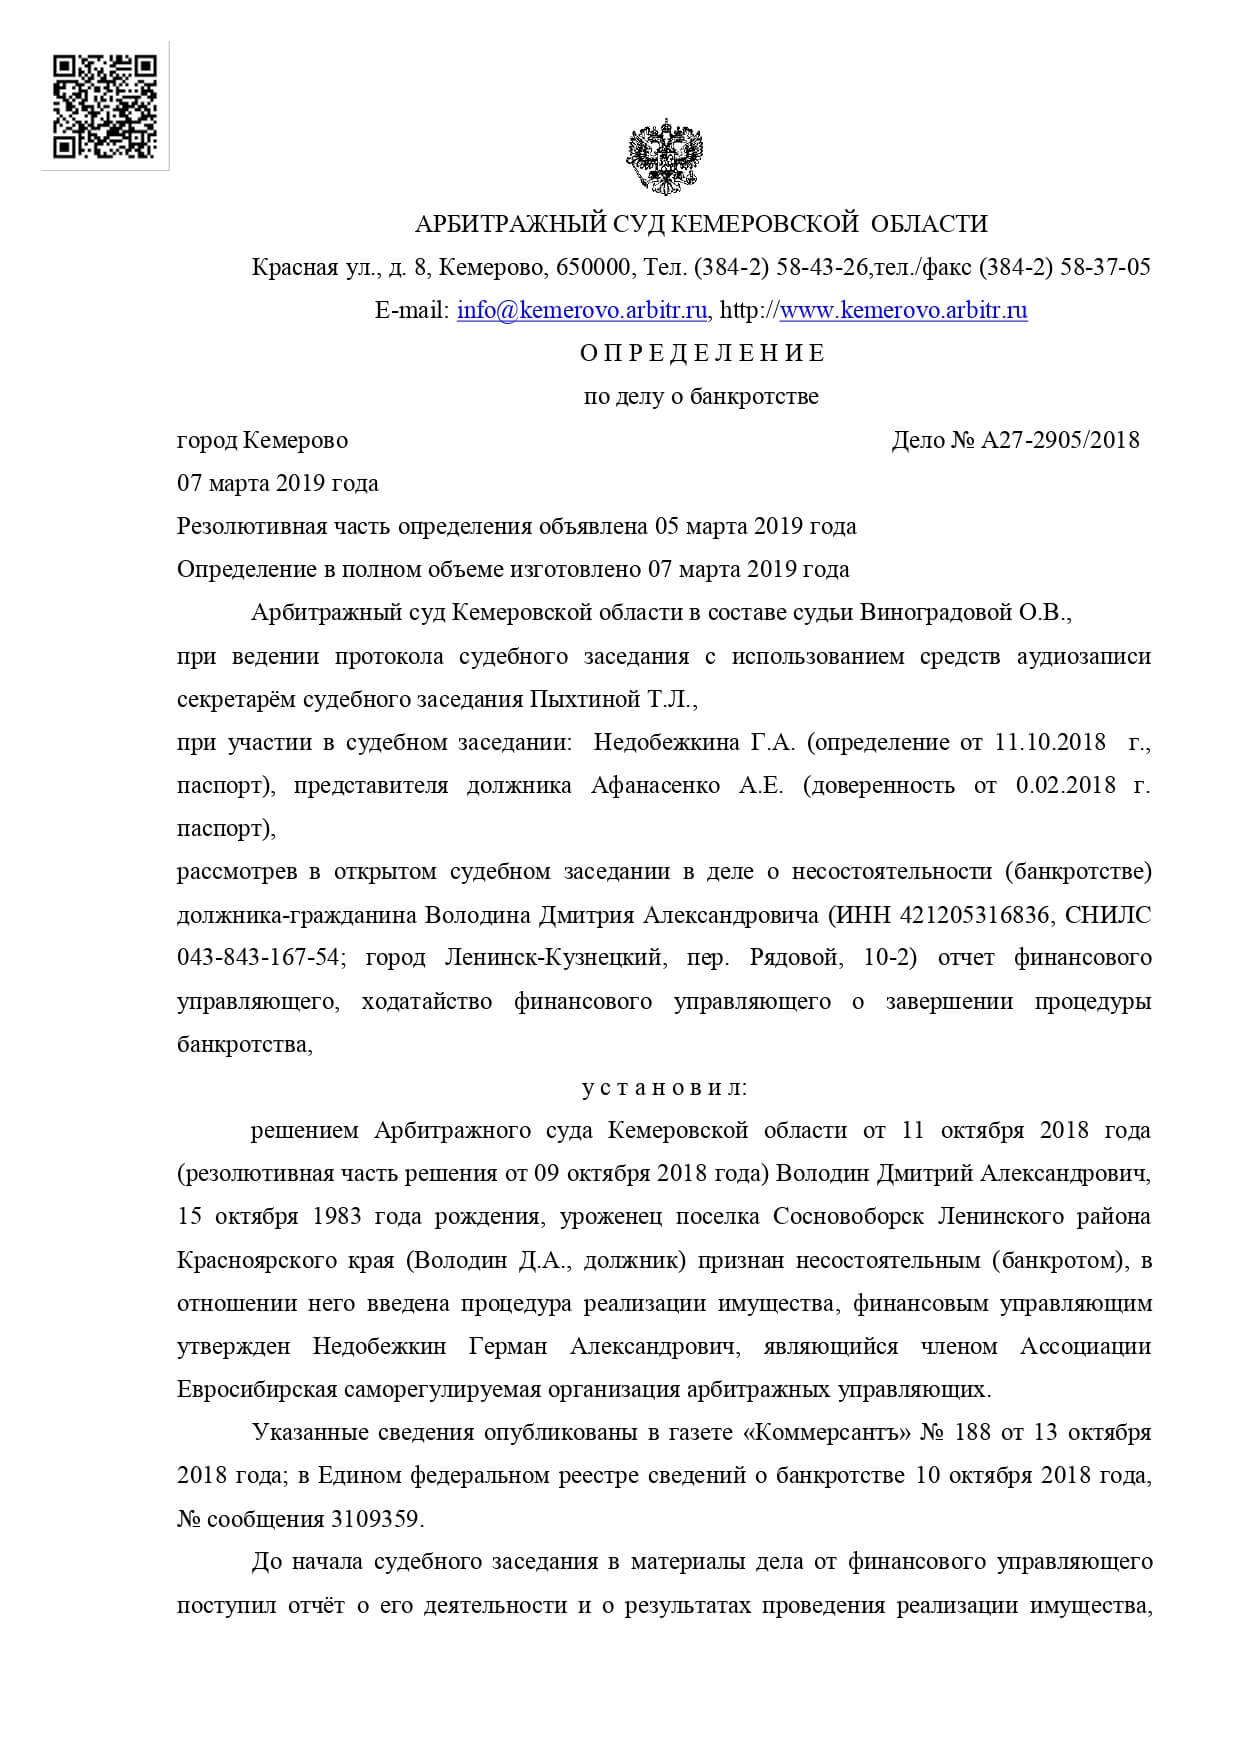 АРБИТРАЖНЫЙ СУД КЕМЕРОВСКОЙ ОБЛАСТИ
Красная ул., д. 8, Кемерово, 650000, Тел. (384-2) 58-43-26,тел./факс (384-2) 58-37-05
E-mail: info@kemerovo.arbitr.ru, http://www.kemerovo.arbitr.ru
О П Р Е Д Е Л Е Н И Е
по делу о банкротстве
город Кемерово Дело № А27-2905/2018
07 марта 2019 года
Резолютивная часть определения объявлена 05 марта 2019 года
Определение в полном объеме изготовлено 07 марта 2019 года
Арбитражный суд Кемеровской области в составе судьи Виноградовой О.В.,
при ведении протокола судебного заседания с использованием средств аудиозаписи
секретарём судебного заседания Пыхтиной Т.Л.,
при участии в судебном заседании: Недобежкина Г.А. (определение от 11.10.2018 г.,
паспорт), представителя должника Афанасенко А.Е. (доверенность от 0.02.2018 г.
паспорт),
рассмотрев в открытом судебном заседании в деле о несостоятельности (банкротстве)
должника-гражданина Володина Дмитрия Александровича (ИНН 421205316836, СНИЛС
043-843-167-54; город Ленинск-Кузнецкий, пер. Рядовой, 10-2) отчет финансового
управляющего, ходатайство финансового управляющего о завершении процедуры
банкротства,
у с т а н о в и л:
решением Арбитражного суда Кемеровской области от 11 октября 2018 года
(резолютивная часть решения от 09 октября 2018 года) Володин Дмитрий Александрович,
15 октября 1983 года рождения, уроженец поселка Сосновоборск Ленинского района
Красноярского края (Володин Д.А., должник) признан несостоятельным (банкротом), в
отношении него введена процедура реализации имущества, финансовым управляющим
утвержден Недобежкин Герман Александрович, являющийся членом Ассоциации
Евросибирская саморегулируемая организация арбитражных управляющих.
Указанные сведения опубликованы в газете «Коммерсантъ» № 188 от 13 октября
2018 года; в Едином федеральном реестре сведений о банкротстве 10 октября 2018 года,
№ сообщения 3109359.
До начала судебного заседания в материалы дела от финансового управляющего
поступил отчёт о его деятельности и о результатах проведения реализации имущества,